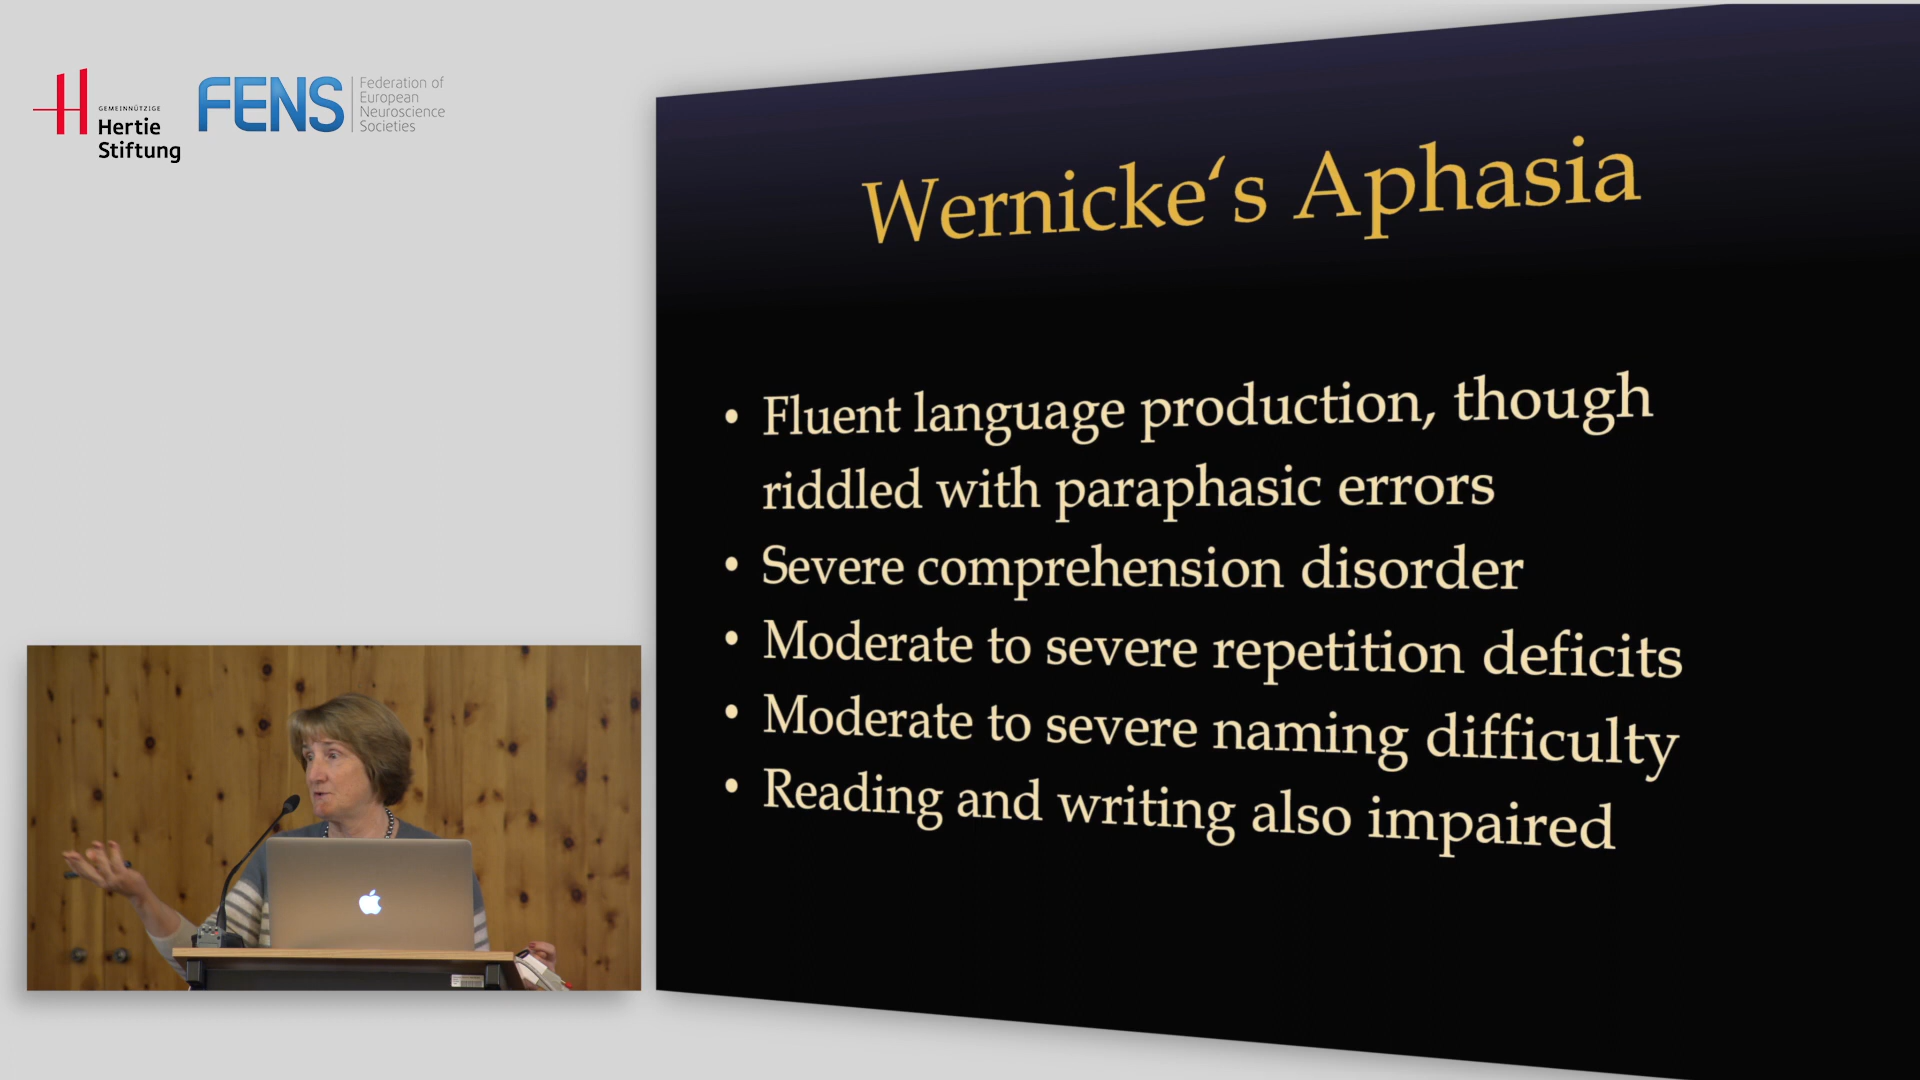 GEMEINNÜTZIGE
Hertie
Stiftung
FENS
Federation of
European
Neuroscience
Societies
Wernicke‘s Aphasia
• Fluent language production, though
riddled with paraphasic errors
• Severe comprehension disorder
• Moderate to severe repetition deficits
• Moderate to severe naming difficulty
• Reading and writing also impaired